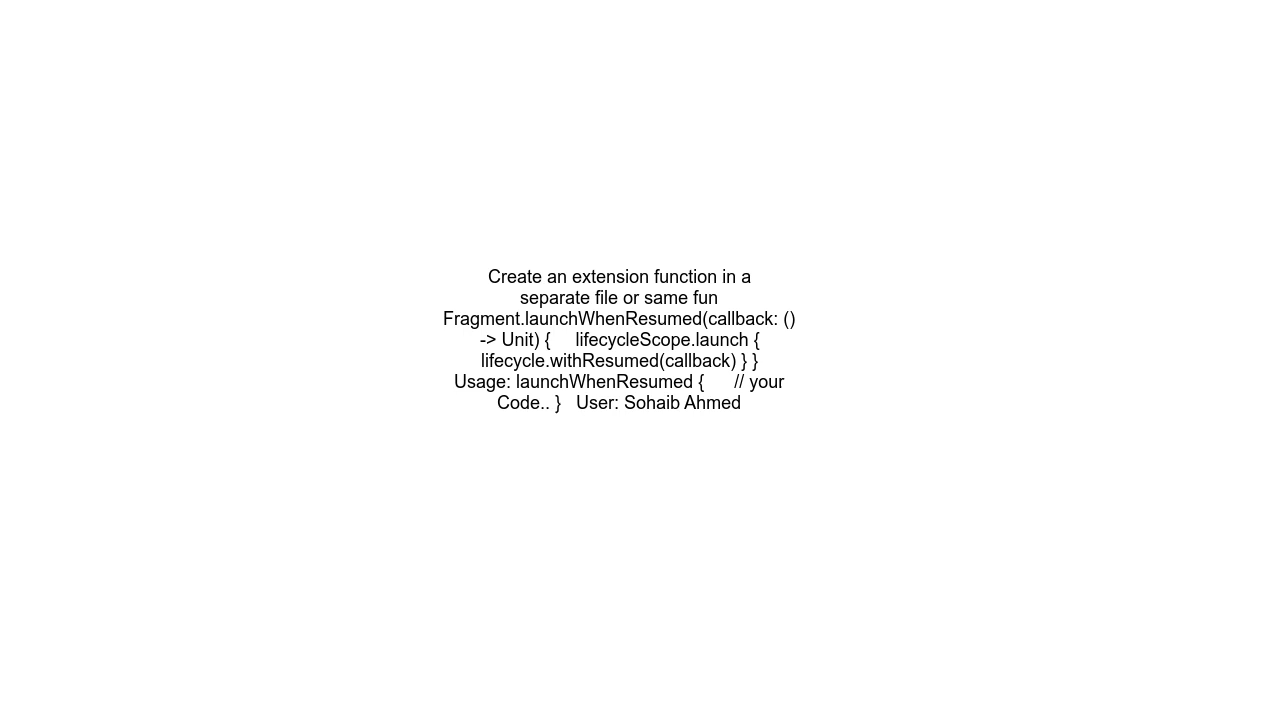 Create an extension function in a
separate file or same fun
Fragment.launchWhenResumed(callback: ()
-> Unit) {     lifecycleScope.launch {
lifecycle.withResumed(callback) } }
Usage: launchWhenResumed {      // your
Code.. }   User: Sohaib Ahmed